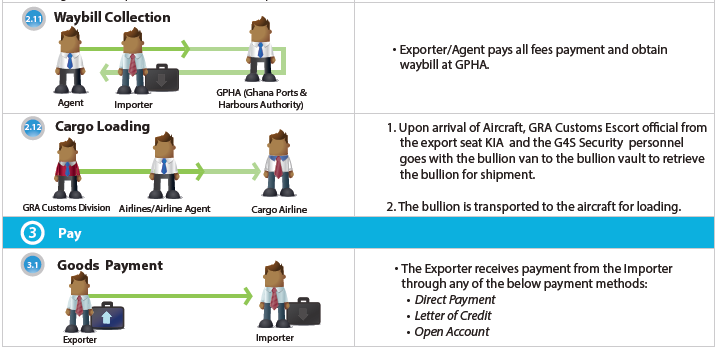 2.11 Waybill Collection
Agent
Importer
GPHA (Ghana Ports &
Harbours Authority)
• Exporter/Agent pays all fees payment and obtain
waybill at GPHA.
2.12 Cargo Loading
GRA Customs Division
Airlines/Airline Agent
Cargo Airline
1. Upon arrival of Aircraft, GRA Customs Escort official from
the export seat KIA and the G4S Security personnel
goes with the bullion van to the bullion vault to retrieve
the bullion for shipment.
2. The bullion is transported to the aircraft for loading.
3 Pay
3.1 Goods Payment
Exporter
Importer
• The Exporter receives payment from the Importer
through any of the below payment methods:
• Direct Payment
• Letter of Credit
• Open Account